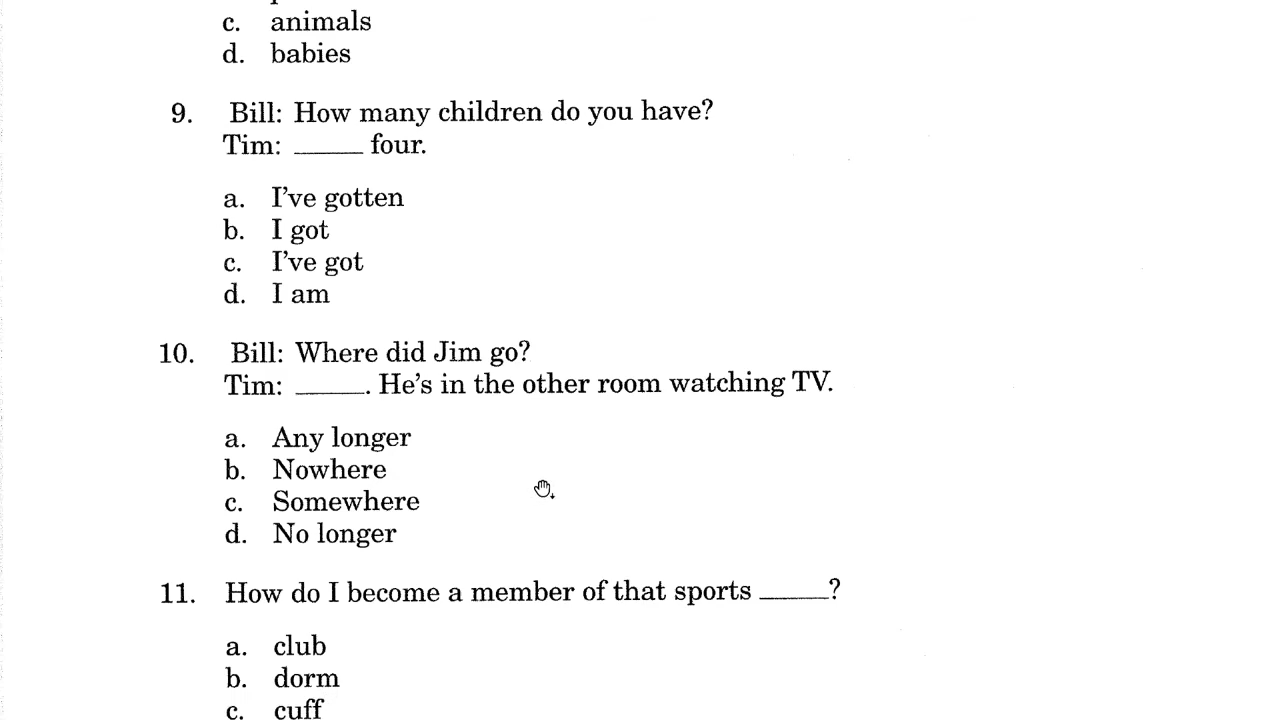 c. animals
d. babies
9. Bill: How many children do you have?
Tim: _____ four.
a. I've gotten
b. I got
c. I've got
d. I am
10. Bill: Where did Jim go?
Tim: _____. He's in the other room watching TV.
a. Any longer
b. Nowhere
c. Somewhere
d. No longer
11. How do I become a member of that sports _____?
a. club
b. dorm
c. cuff